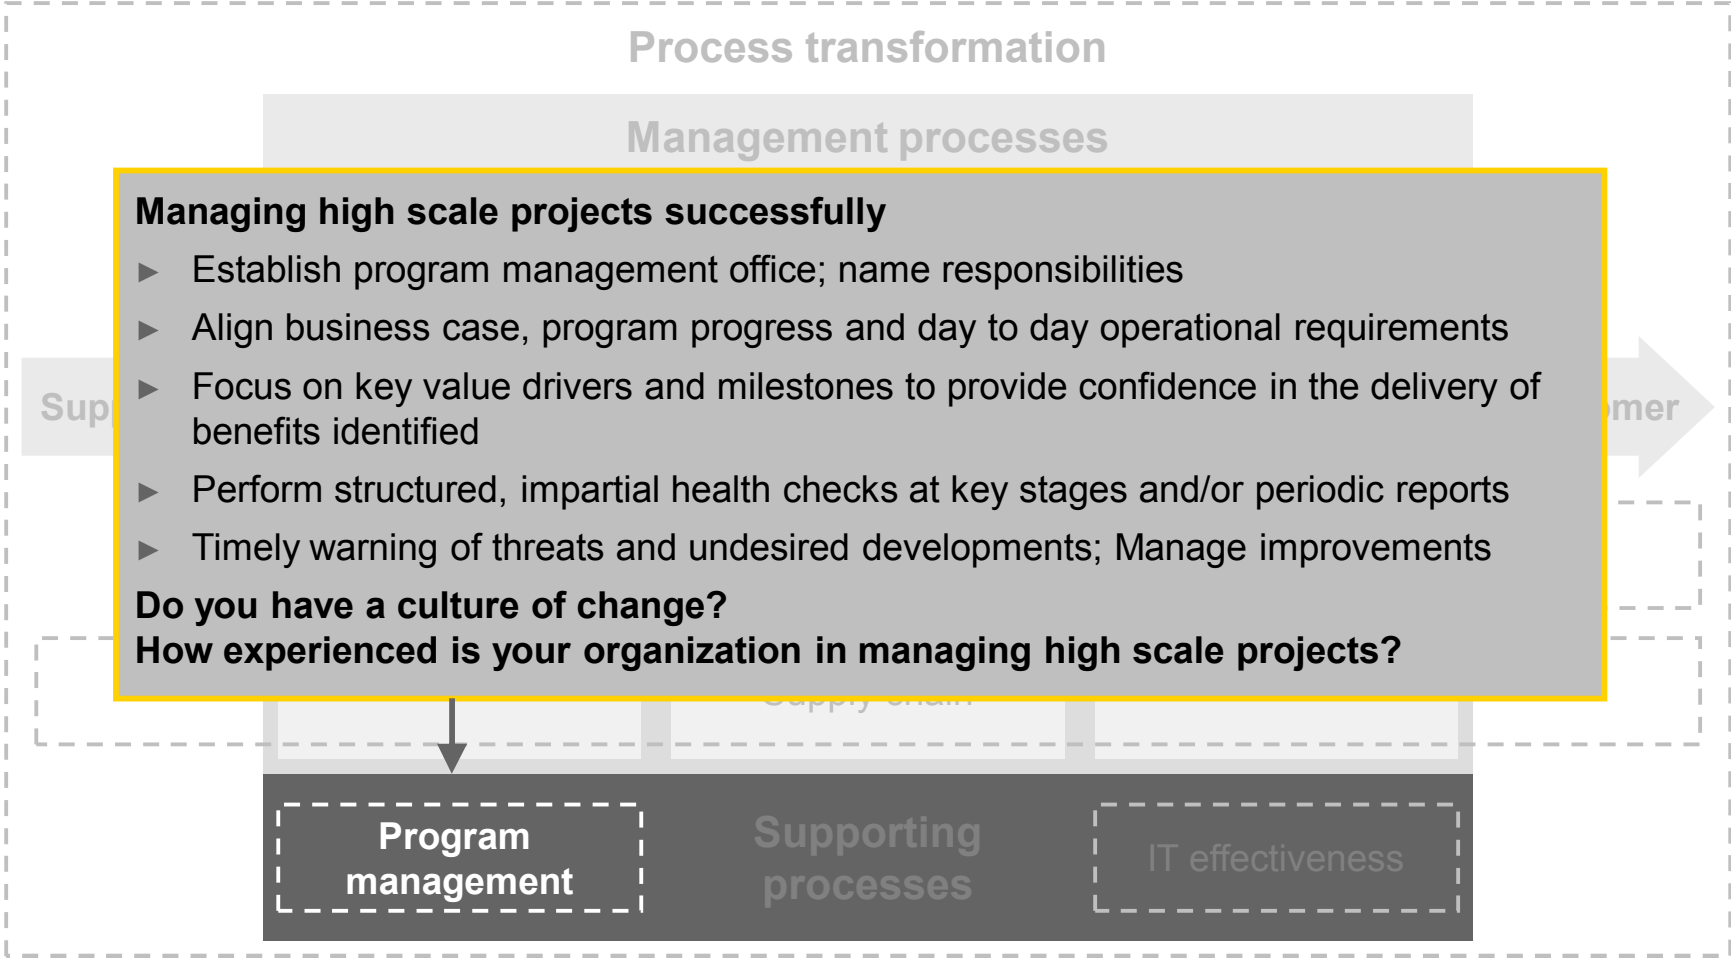 Process transformation
Management processes
Managing high scale projects successfully
► Establish program management office; name responsibilities
► Align business case, program progress and day to day operational requirements
► Focus on key value drivers and milestones to provide confidence in the delivery of
benefits identified
► Perform structured, impartial health checks at key stages and/or periodic reports
► Timely warning of threats and undesired developments; Manage improvements
Do you have a culture of change?
How experienced is your organization in managing high scale projects?
Supply chain
Program
management
Supporting
processes
IT effectiveness